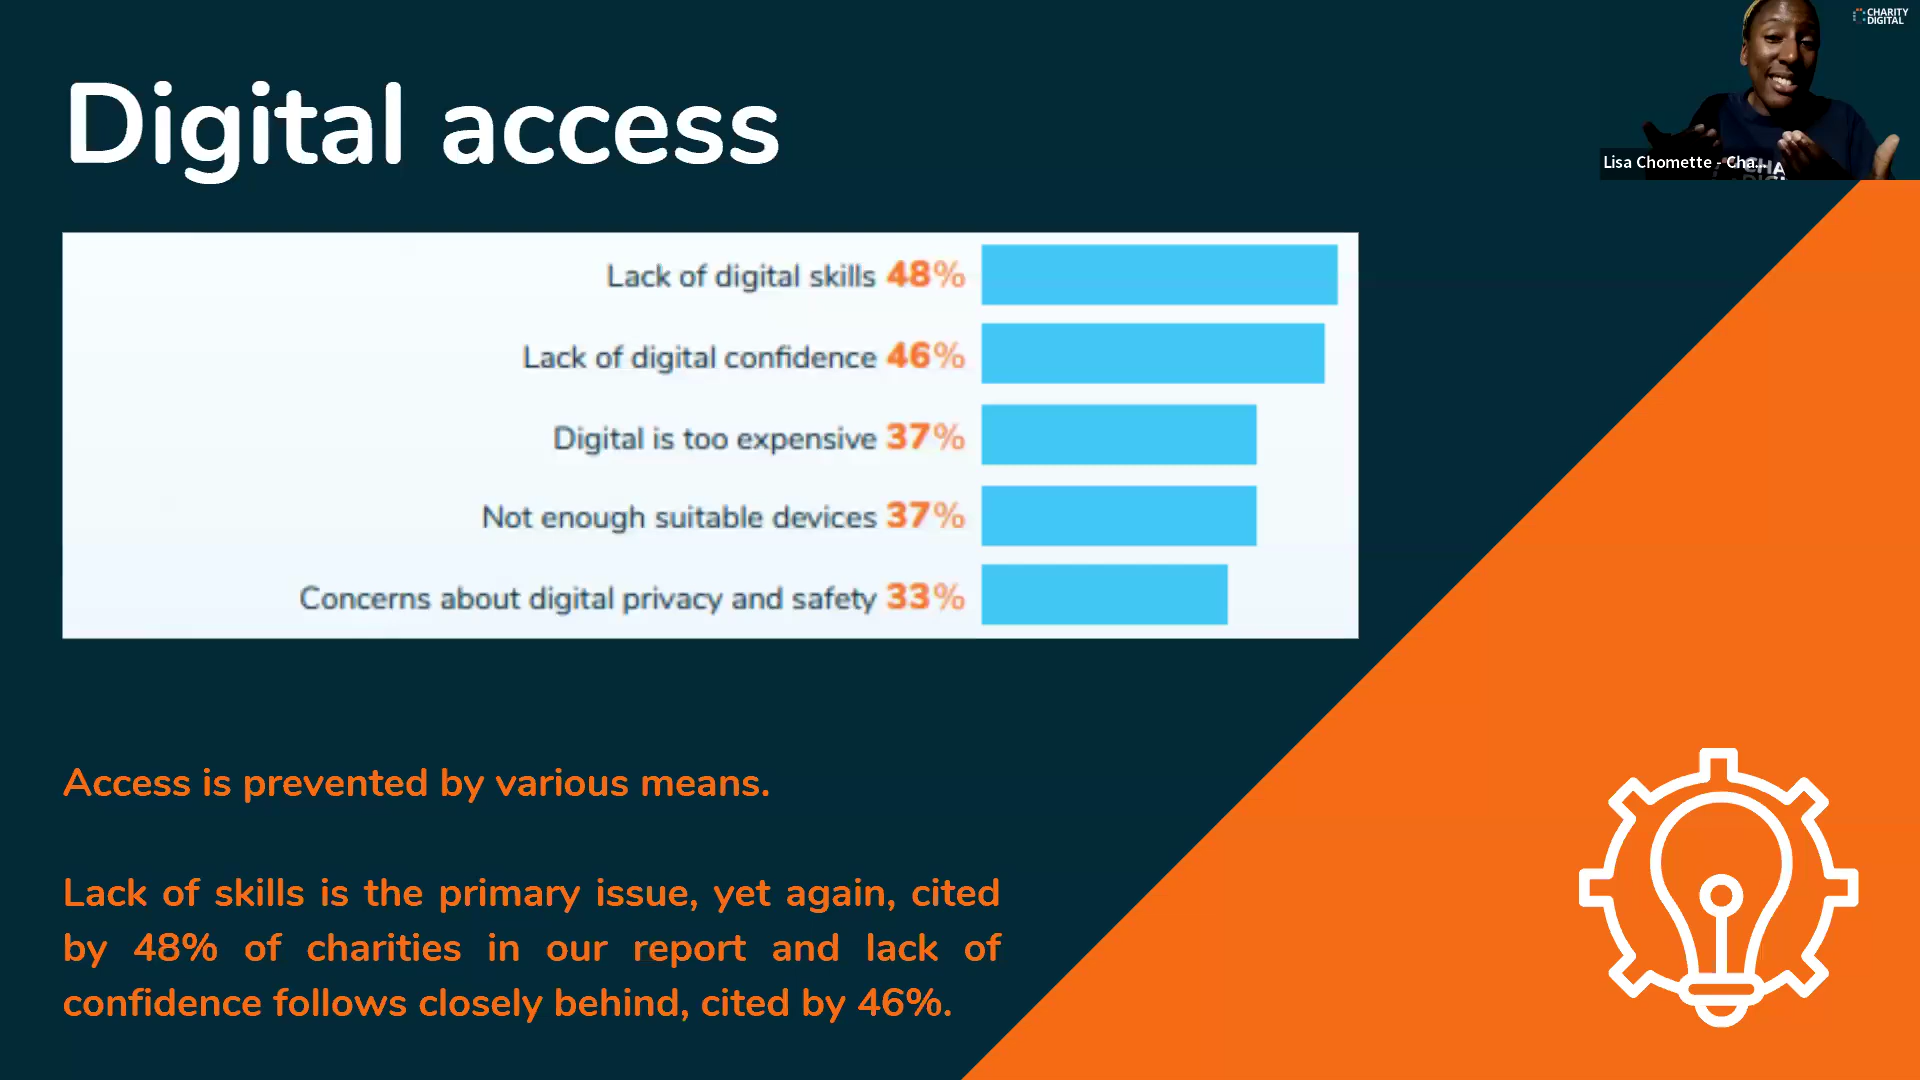 CHARITY
DIGITAL
Digital access
Lisa Chomette - Cha...
CHA
Lack of digital skills 48%
Lack of digital confidence 46%
Digital is too expensive 37%
Not enough suitable devices 37%
Concerns about digital privacy and safety 33%
Access is prevented by various means.
Lack of skills is the primary issue, yet again, cited
by 48% of charities in our report and lack of
confidence follows closely behind, cited by 46%.